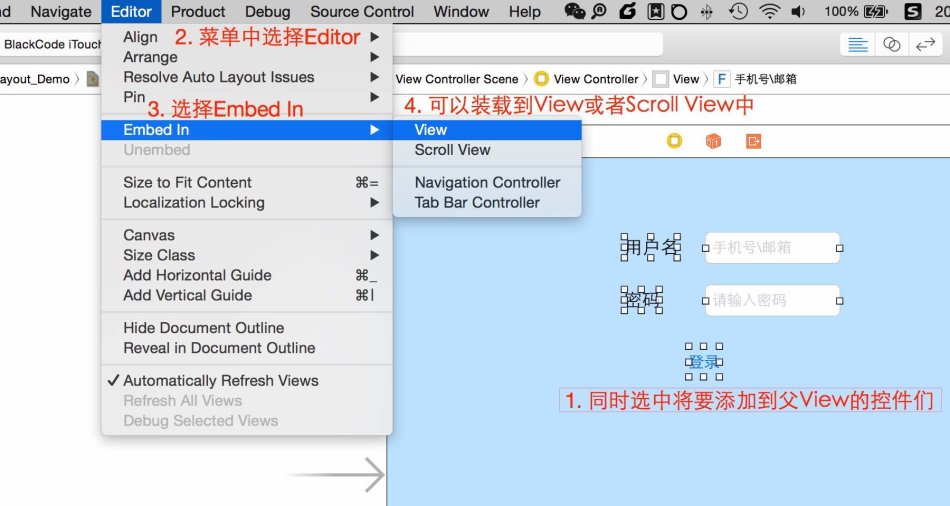 Navigate Editor Product Debug Source Control Window Help 100% S 20
BlackCode iTouch
ayout_Demo 〉 View Controller Scene 〉 View Controller 〉 View 〉 F 手机号\邮箱
Align
2. 菜单中选择Editor
Arrange
Resolve Auto Layout Issues
Pin
3. 选择Embed In
4. 可以装载到View或者Scroll View中
Embed In
Unembed
Size to Fit Content ⌘=
Localization Locking
Canvas
Size Class
Add Horizontal Guide ⌘_
Add Vertical Guide ⌘|
Hide Document Outline
Reveal in Document Outline
✓ Automatically Refresh Views
Refresh All Views
Debug Selected Views
View
Scroll View
Navigation Controller
Tab Bar Controller
用户名 手机号\邮箱
密码 请输入密码
登录
1. 同时选中将要添加到父View的控件们